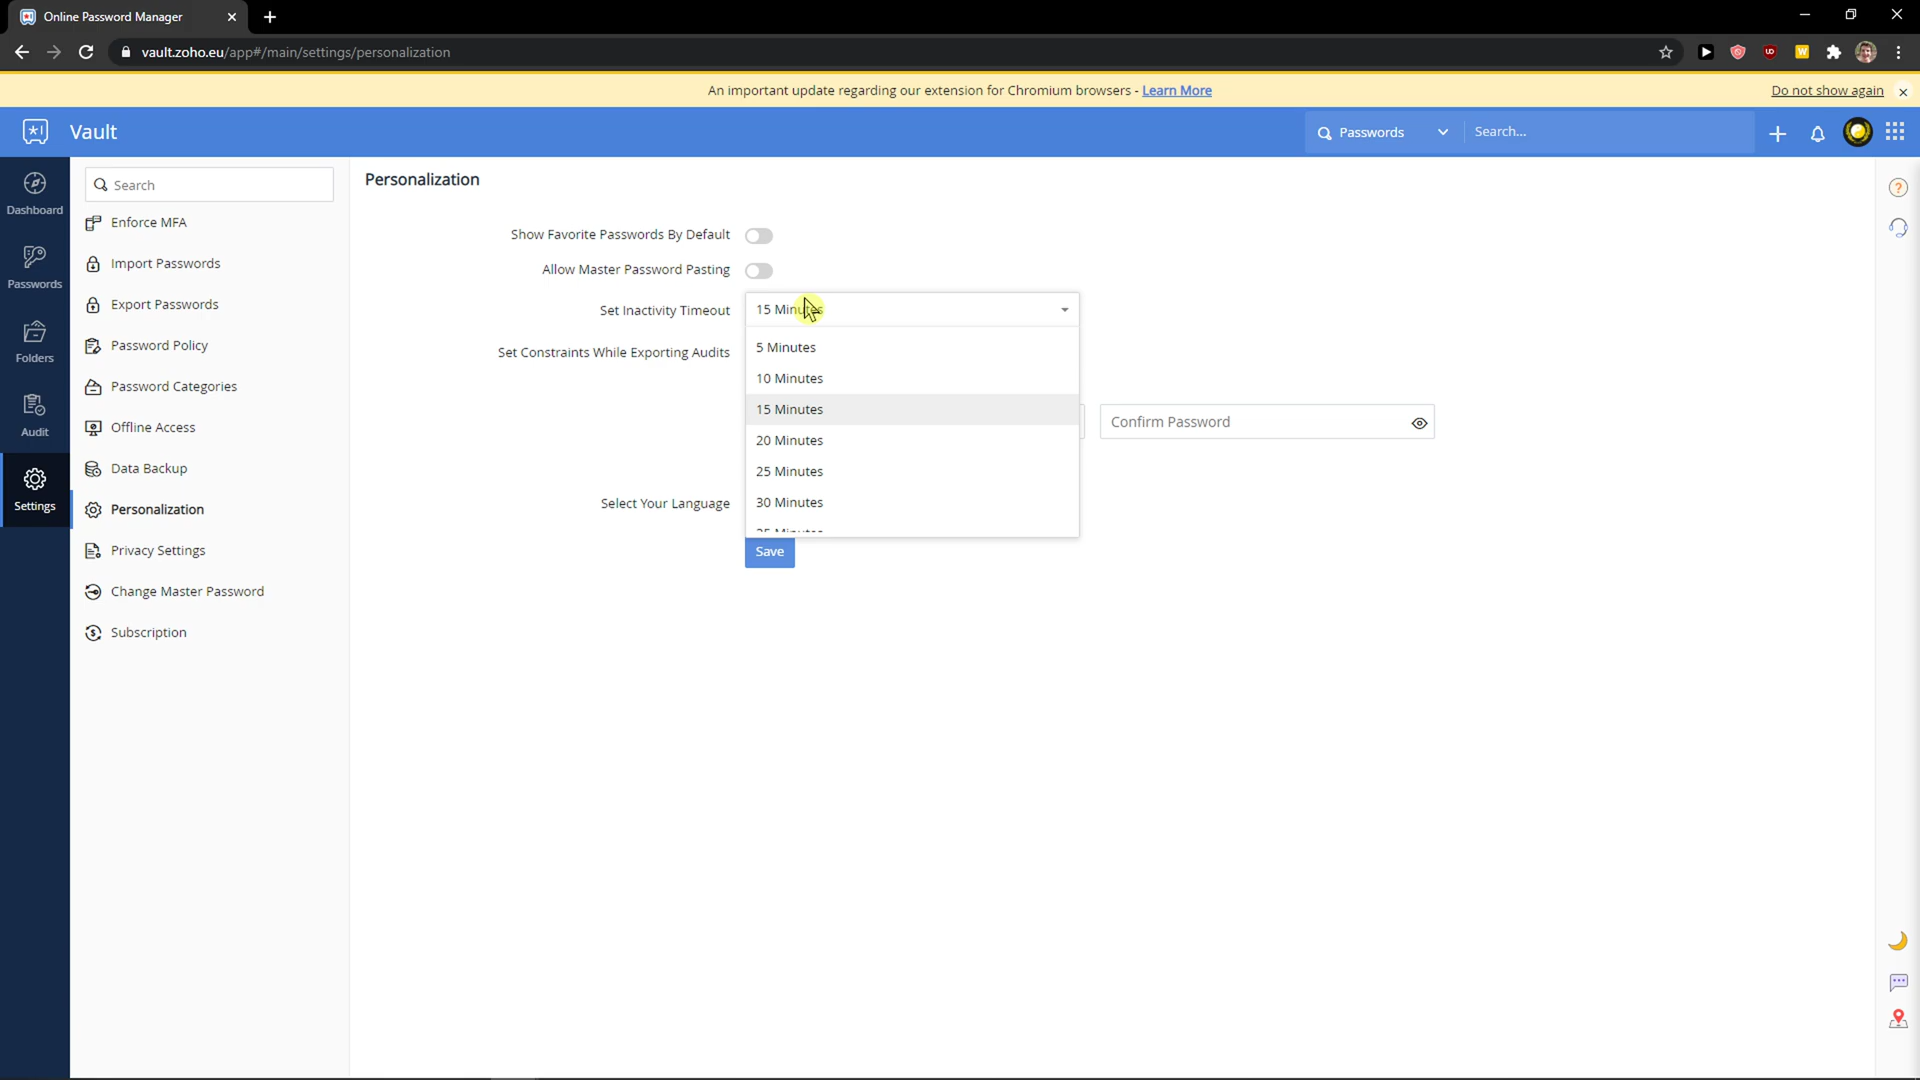 Online Password Manager
vault.zoho.eu/app#/main/settings/personalization
An important update regarding our extension for Chromium browsers - Learn More
Do not show again
Vault
Passwords
Search...
Dashboard
Passwords
Folders
Audit
Settings
Search
Enforce MFA
Import Passwords
Export Passwords
Password Policy
Password Categories
Offline Access
Data Backup
Personalization
Privacy Settings
Change Master Password
Subscription
Personalization
Show Favorite Passwords By Default
Allow Master Password Pasting
Set Inactivity Timeout
15 Minutes
5 Minutes
10 Minutes
15 Minutes
20 Minutes
25 Minutes
30 Minutes
Set Constraints While Exporting Audits
Confirm Password
Select Your Language
Save